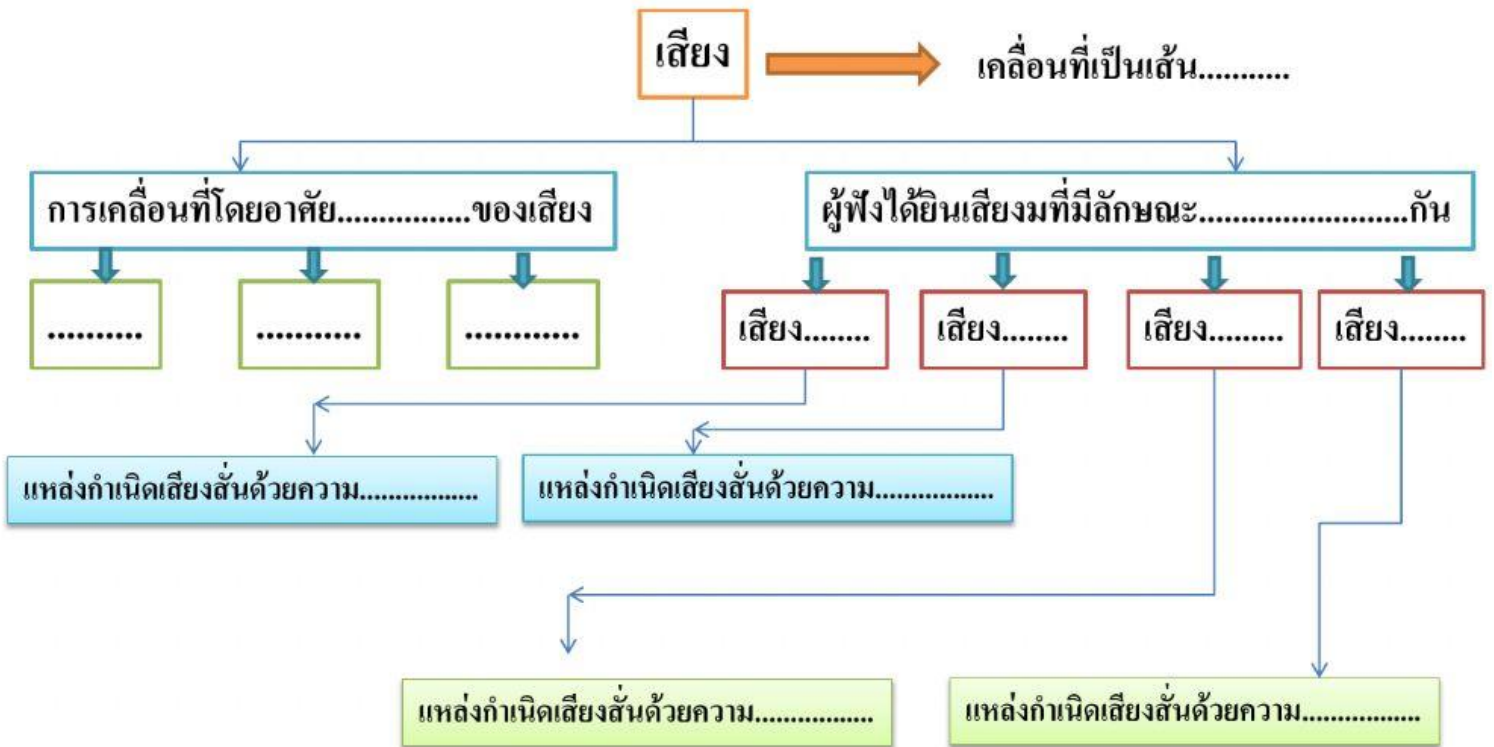 เสียง
เคลื่อนที่เป็นเส้น...........
การเคลื่อนที่โดยอาศัย................ของเสียง
ผู้ฟังได้ยินเสียงมที่มีลักษณะ.........................กัน
..........
...........
............
เสียง........
เสียง........
เสียง.........
เสียง........
แหล่งกำเนิดเสียงสั่นด้วยความ.................
แหล่งกำเนิดเสียงสั่นด้วยความ.................
แหล่งกำเนิดเสียงสั่นด้วยความ.................
แหล่งกำเนิดเสียงสั่นด้วยความ.................